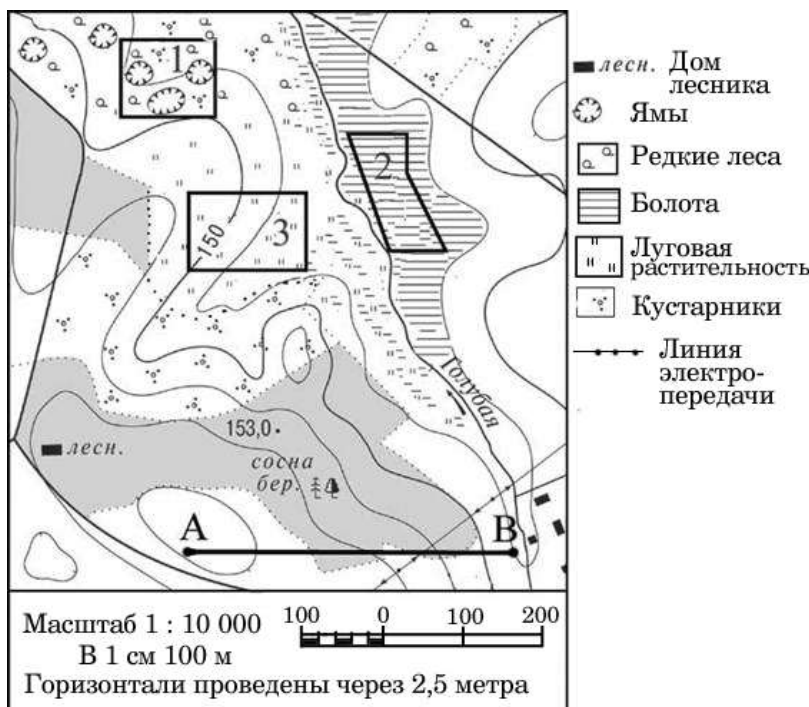 1
2
3
150
Голубая
153,0
лесн.
сосна
бер.
А
В
Масштаб 1 : 10 000
В 1 см 100 м
100 0 100 200
Горизонтали проведены через 2,5 метра
лесн. Дом
лесника
Ямы
Редкие леса
Болота
Луговая
растительность
Кустарники
Линия
электро-
передачи